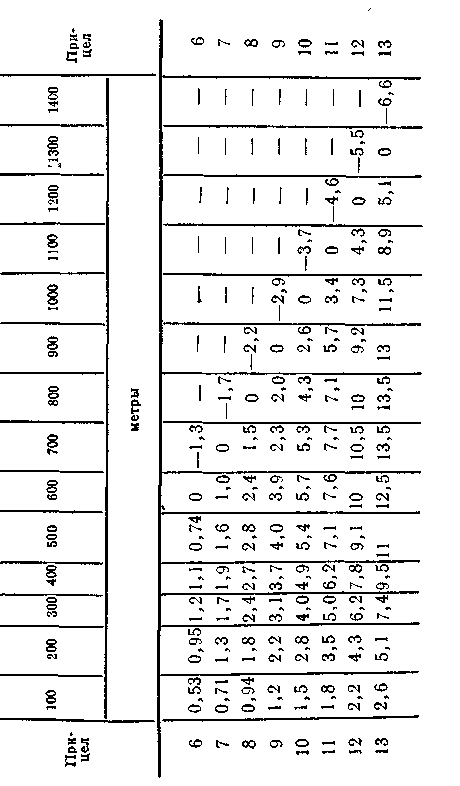 При-цел 100 200 300 400 500 600 700 800 900 1000 1100 1200 1300 1400 При-цел
метры
6 0,53 0,95 1,2 1,1 0,74 0 —1,3 — — — — — — — 6
7 0,71 1,3 1,7 1,9 1,6 1,0 0 —1,7 — — — — — — 7
8 0,94 1,8 2,4 2,7 2,8 2,4 1,5 0 —2,2 — — — — — 8
9 1,2 2,2 3,1 3,7 4,0 3,9 2,3 2,0 0 —2,9 — — — — 9
10 1,5 2,8 4,0 4,9 5,4 5,7 5,3 4,3 2,6 0 —3,7 — — — 10
11 1,8 3,5 5,0 6,2 7,1 7,6 7,7 7,1 5,7 3,4 0 —4,6 — — 11
12 2,2 4,3 6,2 7,8 9,1 10 10,5 10 9,2 7,3 4,3 0 —5,5 — 12
13 2,6 5,1 7,4 9,5 11 12,5 13,5 13,5 13 11,5 8,9 5,1 0 —6,6 13